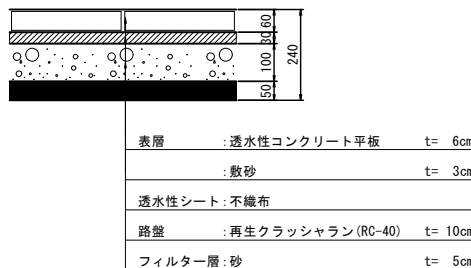 60
30
100
50
240
表層 :透水性コンクリート平板 t= 6cm
:敷砂 t= 3cm
透水性シート:不織布
路盤 :再生クラッシャラン(RC-40) t= 10cm
フィルター層:砂 t= 5cm